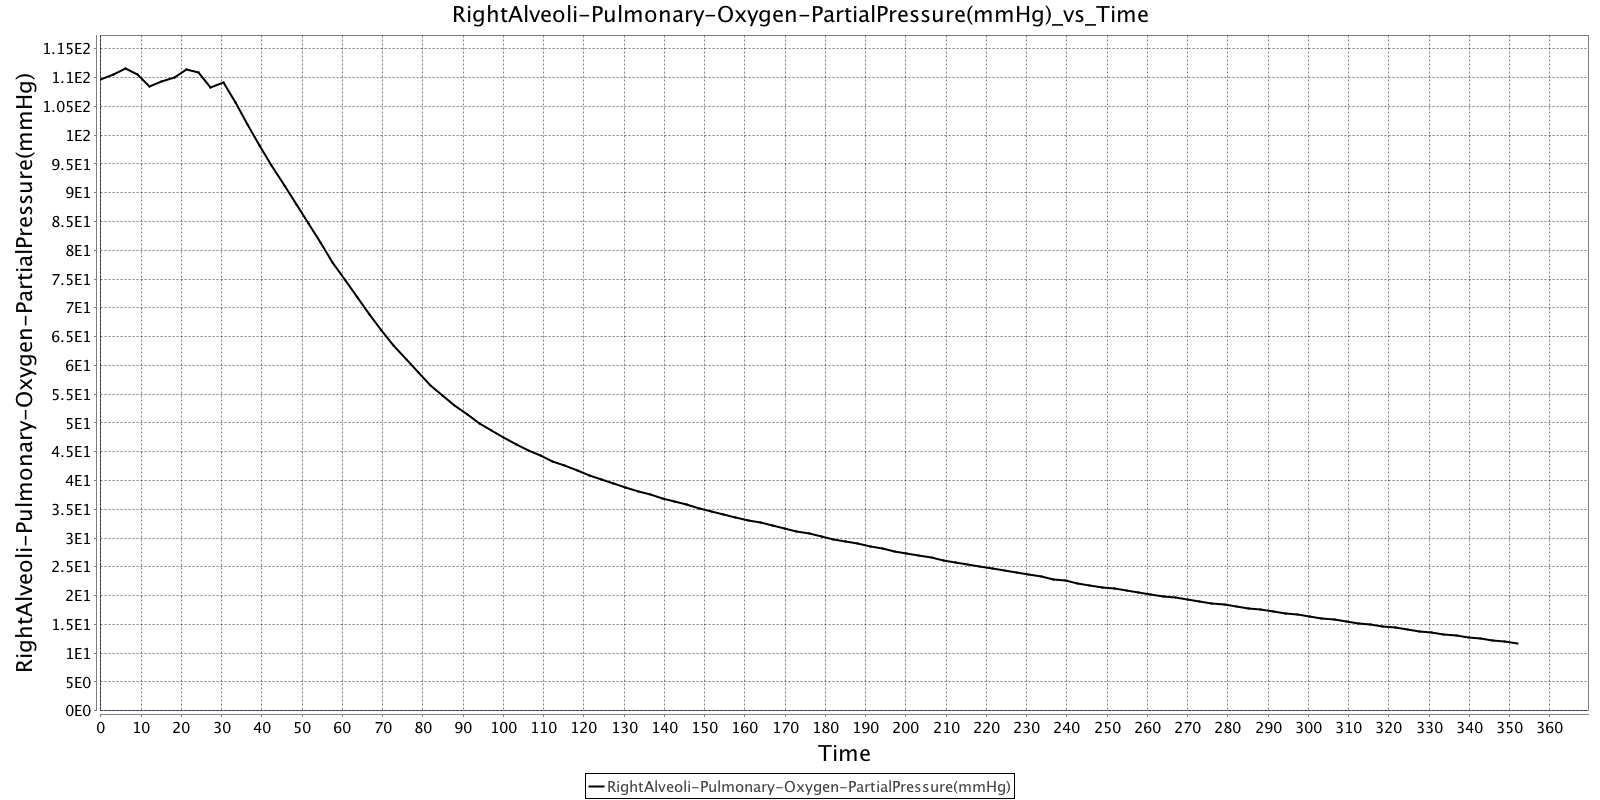 RightAlveoli-Pulmonary-Oxygen-PartialPressure(mmHg)_vs_Time
RightAlveoli-Pulmonary-Oxygen-PartialPressure(mmHg)
1.15E2
1.1E2
1.05E2
1E2
9.5E1
9E1
8.5E1
8E1
7.5E1
7E1
6.5E1
6E1
5.5E1
5E1
4.5E1
4E1
3.5E1
3E1
2.5E1
2E1
1.5E1
1E1
5E0
0E0
0 10 20 30 40 50 60 70 80 90 100 110 120 130 140 150 160 170 180 190 200 210 220 230 240 250 260 270 280 290 300 310 320 330 340 350 360
Time
RightAlveoli-Pulmonary-Oxygen-PartialPressure(mmHg)